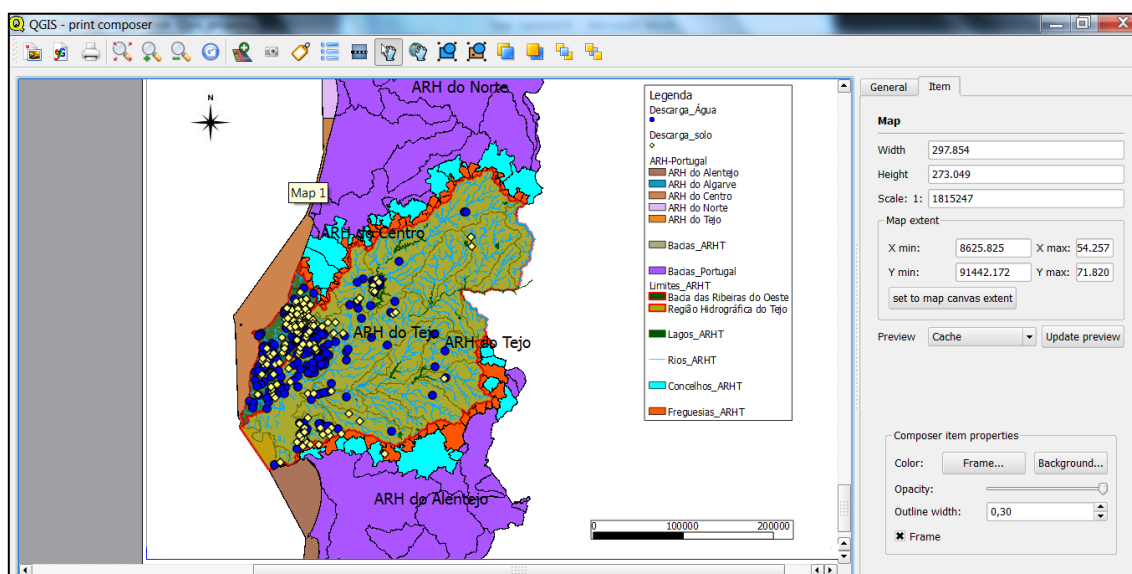 QGIS - print composer
ARH do Norte
N
Map 1
ARH do Centro
ARH do Tejo
ARH do Tejo
ARH do Alentejo
0 100000 200000
Legenda
Descarga_Água
Descarga_solo
ARH-Portugal
ARH do Alentejo
ARH do Algarve
ARH do Centro
ARH do Norte
ARH do Tejo
Bacias_ARHT
Bacias_Portugal
Limites_ARHT
Bacia das Ribeiras do Oeste
Região Hidrográfica do Tejo
Lagos_ARHT
Rios_ARHT
Concelhos_ARHT
Freguesias_ARHT
General Item
Map
Width 297.854
Height 273.049
Scale: 1: 1815247
Map extent
X min: 8625.825 X max: 54.257
Y min: 91442.172 Y max: 71.820
set to map canvas extent
Preview Cache Update preview
Composer item properties
Color: Frame... Background...
Opacity:
Outline width: 0,30
Frame